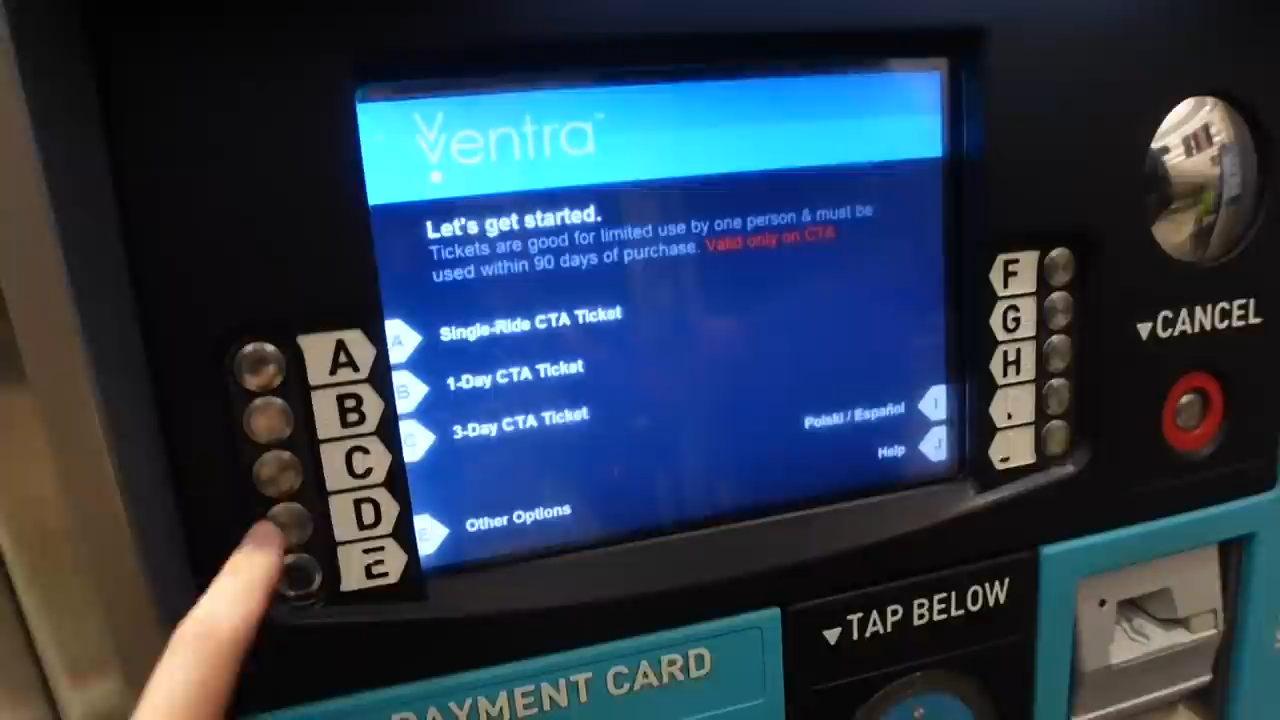 Ventra™
Let's get started.
Tickets are good for limited use by one person & must be
used within 90 days of purchase. Valid only on CTA
A Single-Ride CTA Ticket
B 1-Day CTA Ticket
C 3-Day CTA Ticket
Polski / Español I
Help J
E Other Options
A
B
C
D
E
F
G
H
CANCEL
TAP BELOW
PAYMENT CARD